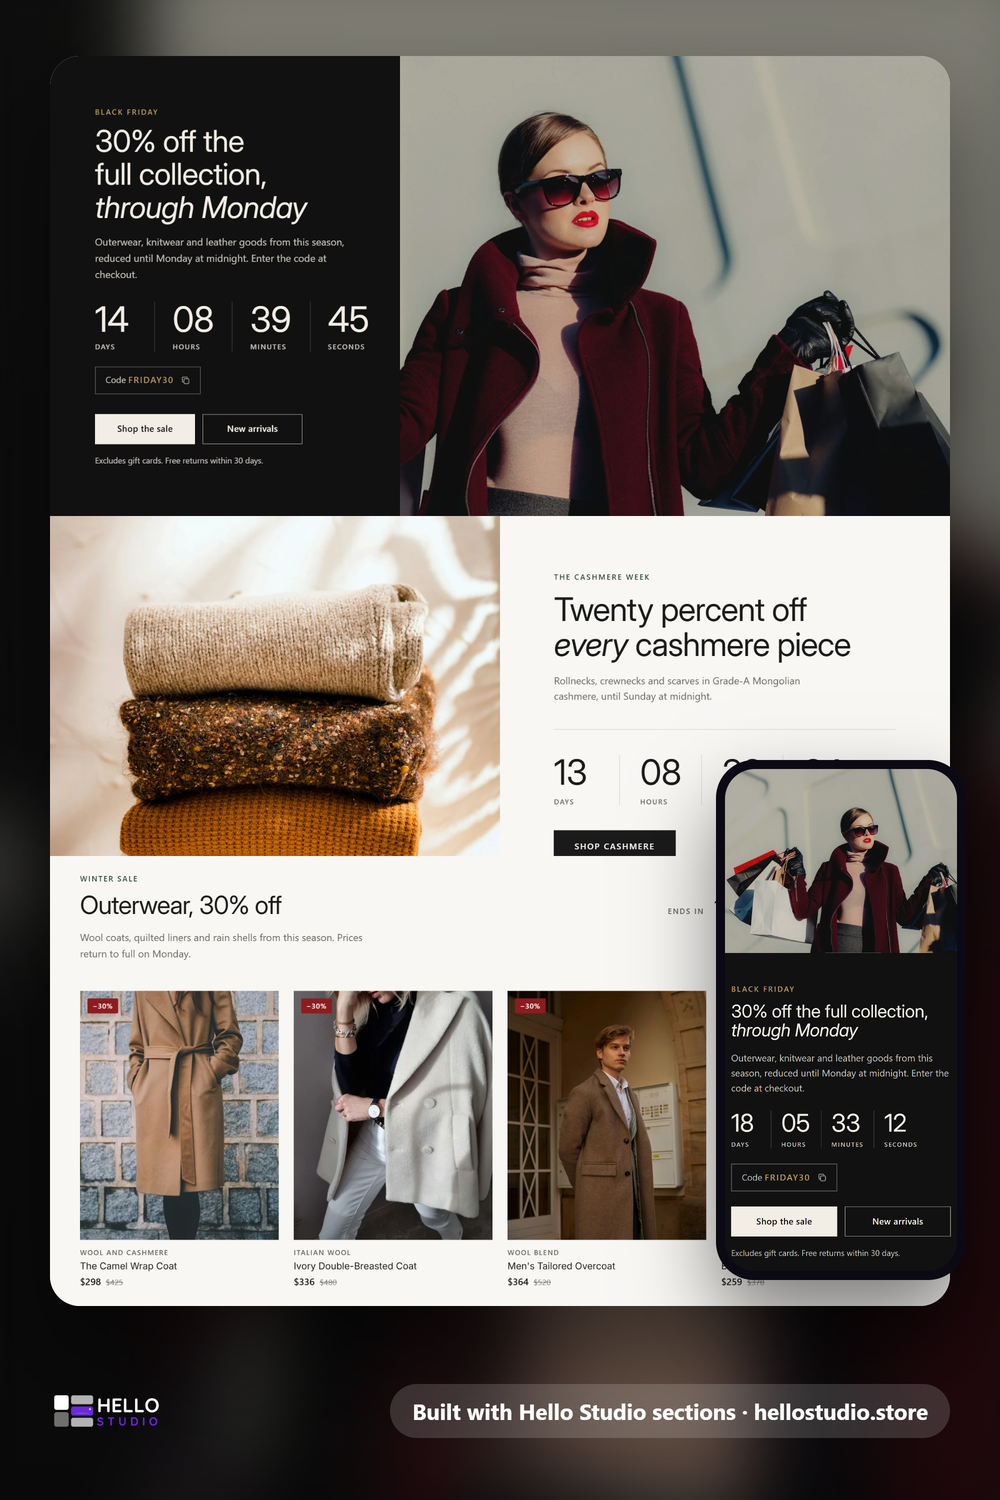 BLACK FRIDAY
30% off the
full collection,
through Monday
Outerwear, knitwear and leather goods from this season,
reduced until Monday at midnight. Enter the code at
checkout.
14 08 39 45
DAYS HOURS MINUTES SECONDS
Code FRIDAY30
Shop the sale New arrivals
Excludes gift cards. Free returns within 30 days.
THE CASHMERE WEEK
Twenty percent off
every cashmere piece
Rollnecks, crewnecks and scarves in Grade-A Mongolian
cashmere, until Sunday at midnight.
13 08
DAYS HOURS
SHOP CASHMERE
WINTER SALE
Outerwear, 30% off
ENDS IN
Wool coats, quilted liners and rain shells from this season. Prices
return to full on Monday.
−30% −30% −30%
WOOL AND CASHMERE
The Camel Wrap Coat
$298 $425
ITALIAN WOOL
Ivory Double-Breasted Coat
$336 $480
WOOL BLEND
Men's Tailored Overcoat
$364 $520
$259 $370
BLACK FRIDAY
30% off the full collection,
through Monday
Outerwear, knitwear and leather goods from this
season, reduced until Monday at midnight. Enter the
code at checkout.
18 05 33 12
DAYS HOURS MINUTES SECONDS
Code FRIDAY30
Shop the sale New arrivals
Excludes gift cards. Free returns within 30 days.
HELLO
STUDIO
Built with Hello Studio sections · hellostudio.store